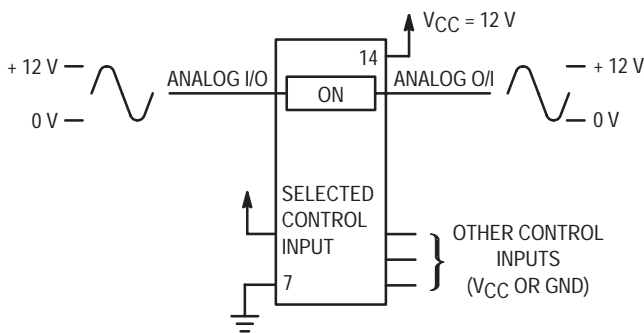 VCC = 12 V
14
+ 12 V
ANALOG I/O
ON
ANALOG O/I
+ 12 V
0 V
0 V
SELECTED
CONTROL
INPUT
7
OTHER CONTROL
INPUTS
(VCC OR GND)